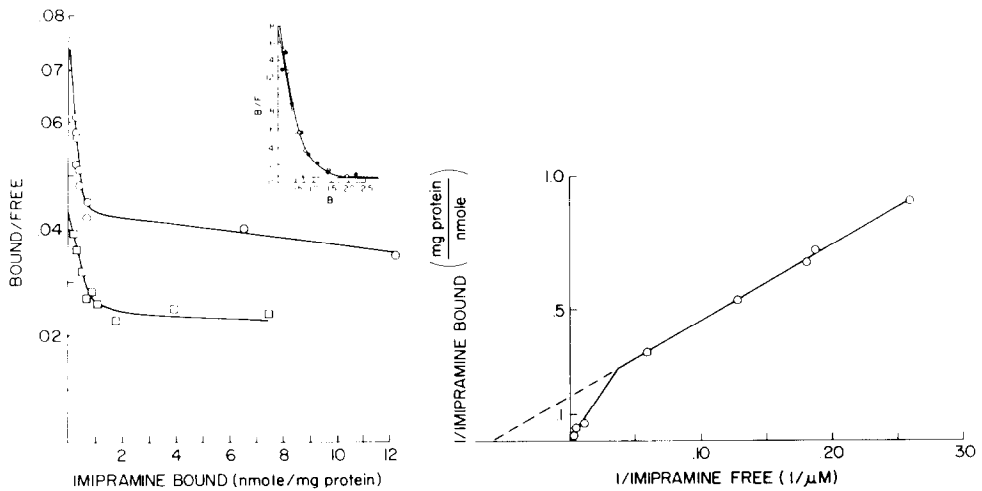 .08
07
.06
.04
02
BOUND/FREE
2
4
6
8
10
12
IMIPRAMINE BOUND (nmole/mg protein)
B/F
B
1.0
.5
.1
1/IMIPRAMINE BOUND (mg protein/nmole)
.10
.20
30
1/IMIPRAMINE FREE (1/μM)